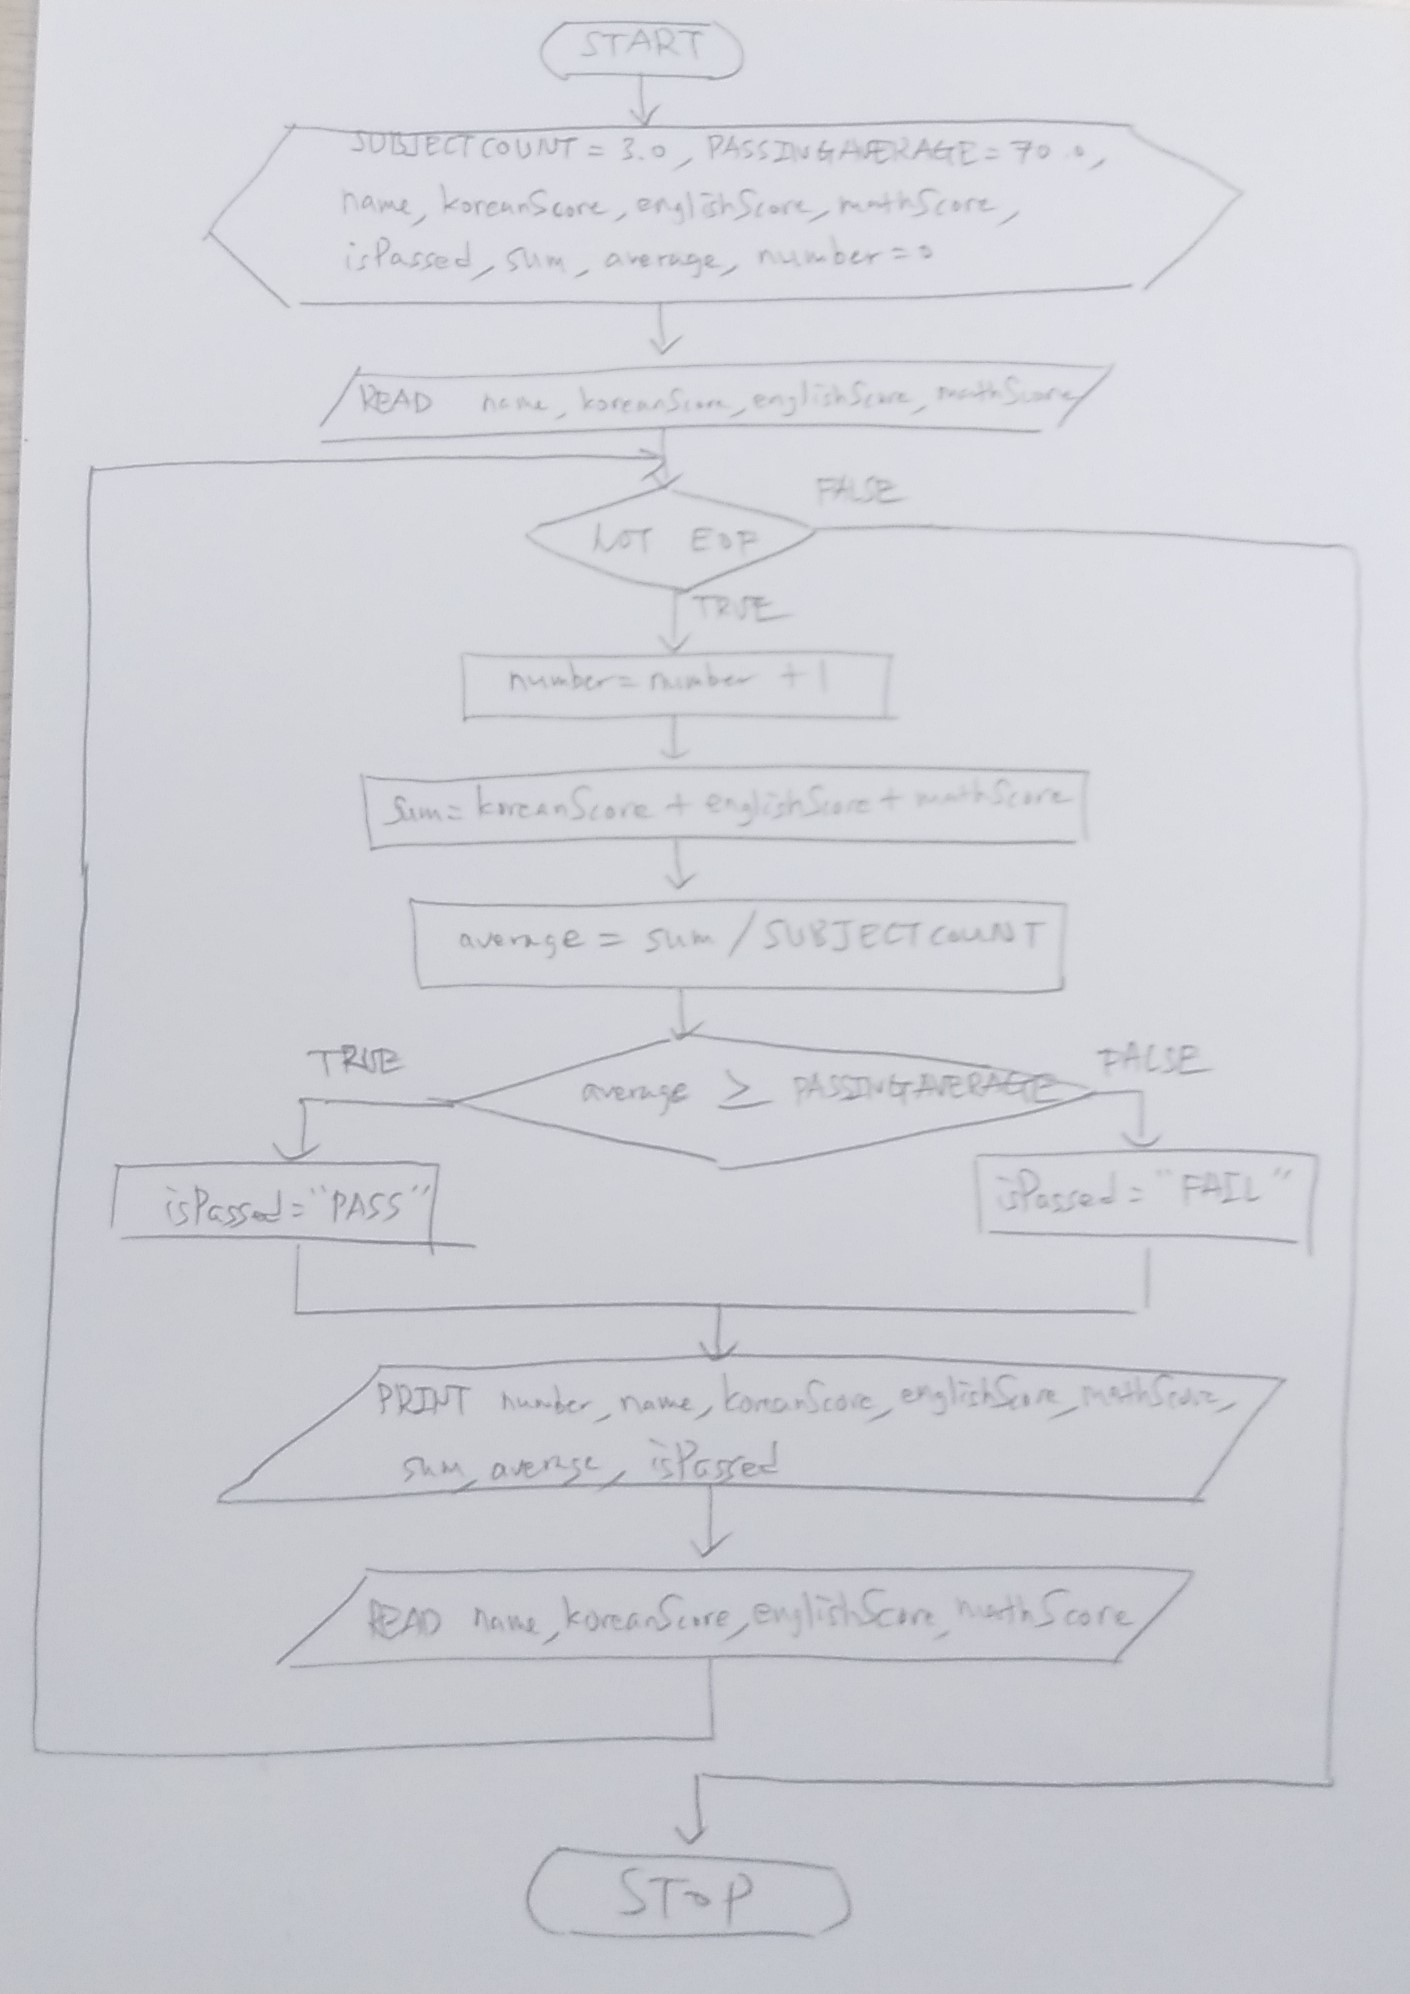 START
SUBJECTCOUNT = 3.0, PASSINGAVERAGE = 70.0,
name, koreanScore, englishScore, mathScore,
isPassed, sum, average, number = 0
READ name, koreanScore, englishScore, mathScore
FALSE
NOT EOF
TRUE
number = number + 1
sum = koreanScore + englishScore + mathScore
average = sum / SUBJECTCOUNT
TRUE
FALSE
average ≥ PASSINGAVERAGE
isPassed = "PASS"
isPassed = "FAIL"
PRINT number, name, koreanScore, englishScore, mathScore,
sum, average, isPassed
READ name, koreanScore, englishScore, mathScore
STOP